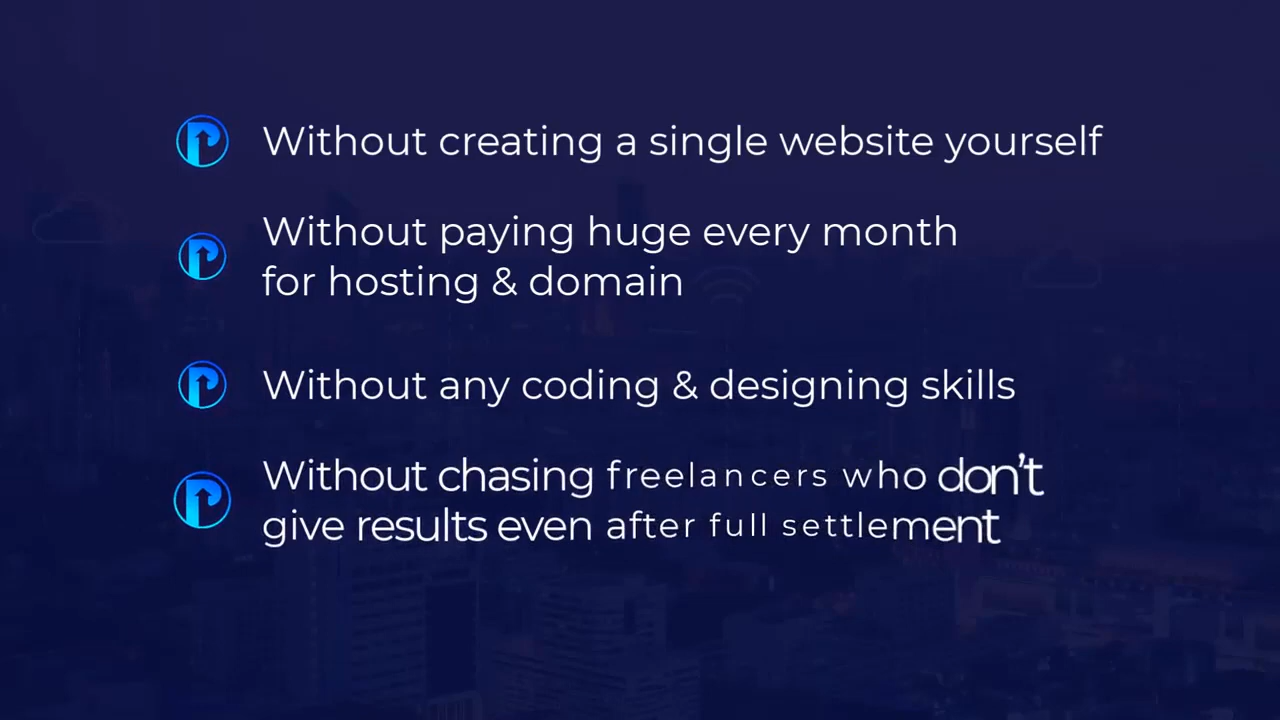 Without creating a single website yourself
Without paying huge every month
for hosting & domain
Without any coding & designing skills
Without chasing freelancers who don't
give results even after full settlement